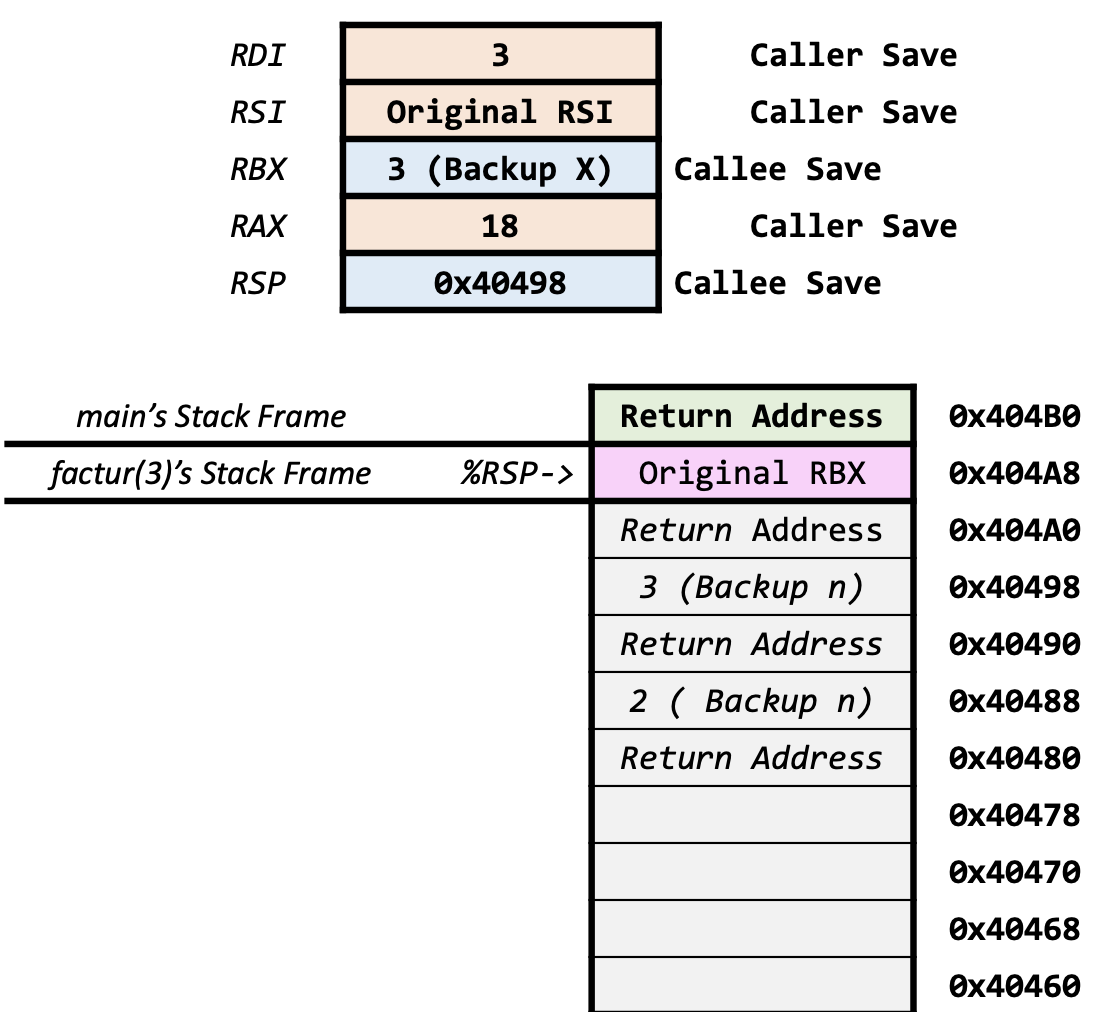 RDI 3 Caller Save
RSI Original RSI Caller Save
RBX 3 (Backup X) Callee Save
RAX 18 Caller Save
RSP 0x40498 Callee Save
main’s Stack Frame Return Address 0x404B0
factur(3)’s Stack Frame %RSP-> Original RBX 0x404A8
Return Address 0x404A0
3 (Backup n) 0x40498
Return Address 0x40490
2 ( Backup n) 0x40488
Return Address 0x40480
0x40478
0x40470
0x40468
0x40460